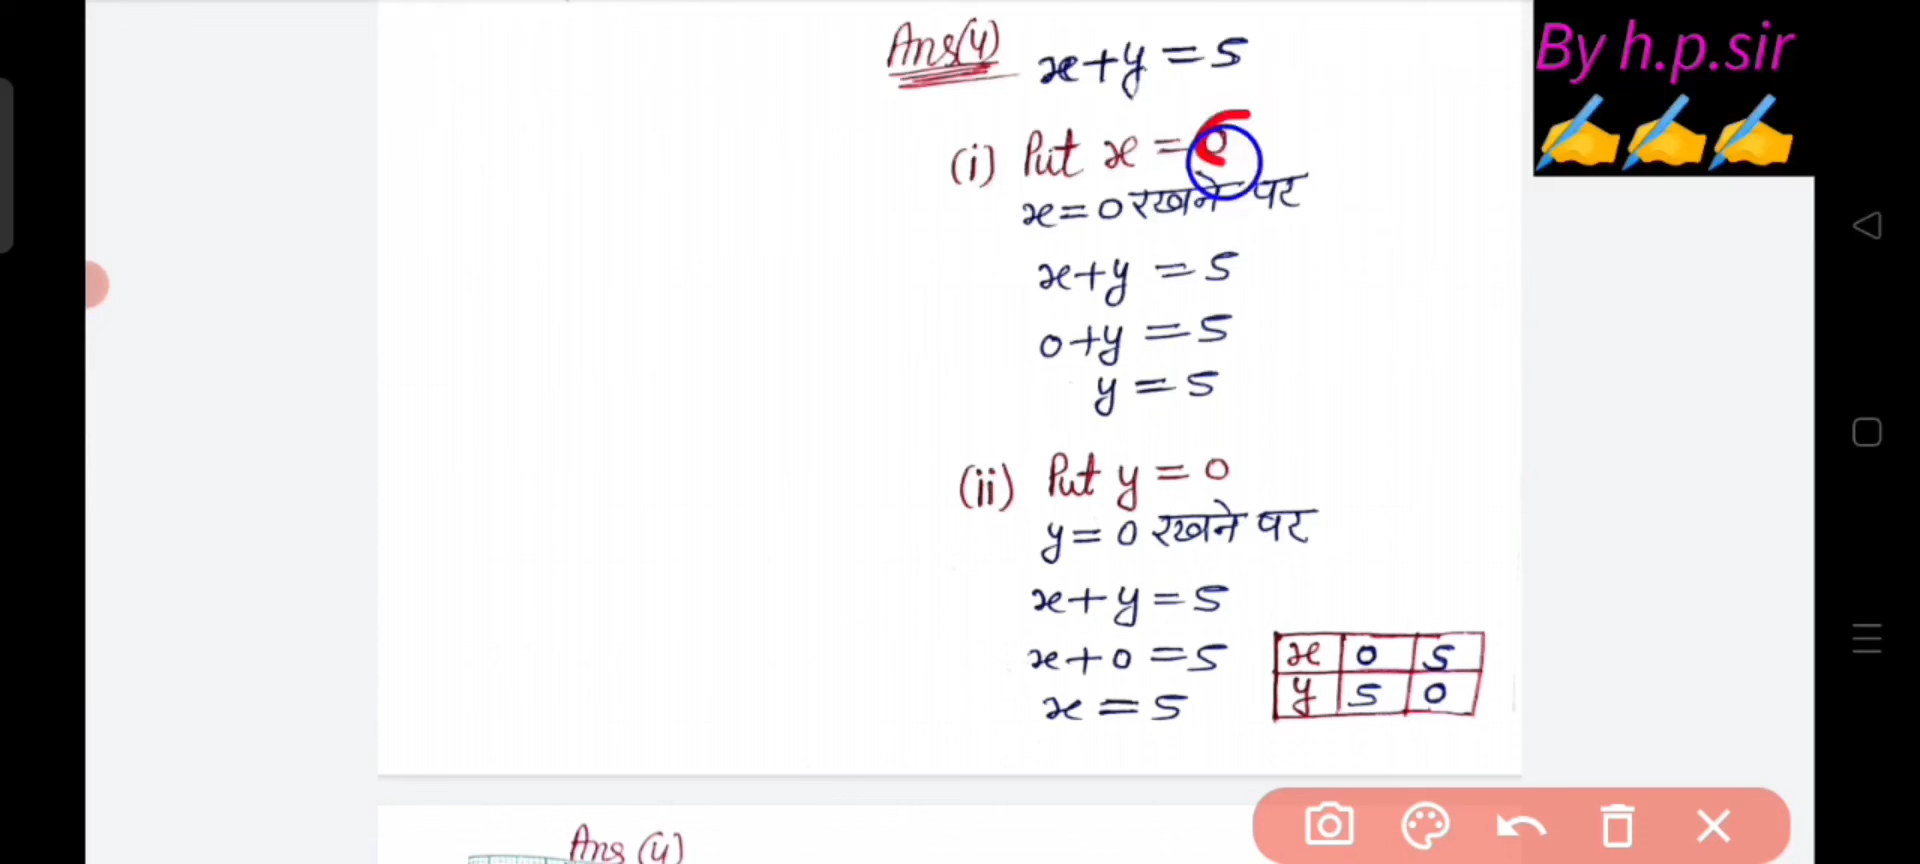 Ans(4) x+y=5
By h.p.sir
(i) Put x=0
x=0 रखने पर
x+y=5
0+y=5
y=5
(ii) Put y=0
y=0 रखने पर
x+y=5
x+0=5
x=5
x 0 5
y 5 0
Ans (4)